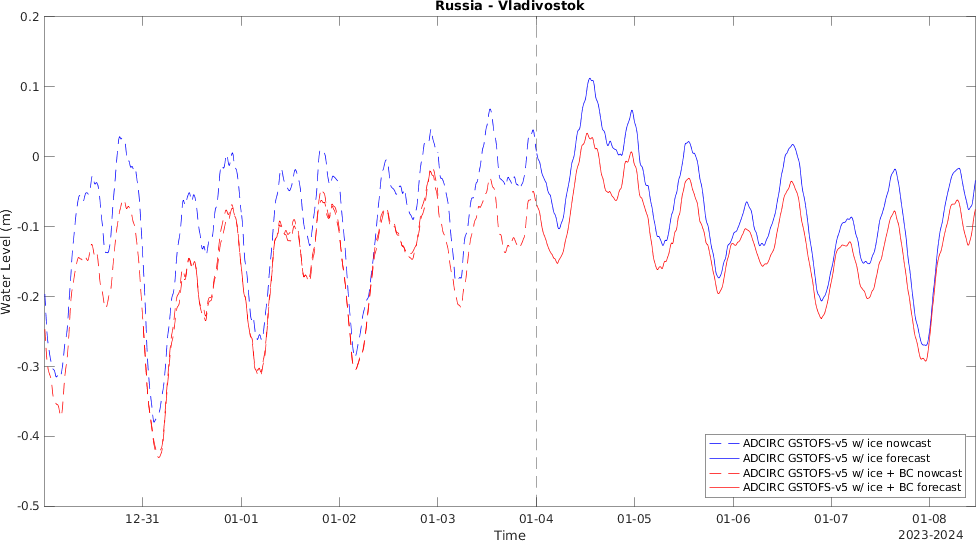 Russia - Vladivostok
0.2
0.1
0
-0.1
-0.2
-0.3
-0.4
-0.5
Water Level (m)
12-31
01-01
01-02
01-03
01-04
01-05
01-06
01-07
01-08
Time
2023-2024
ADCIRC GSTOFS-v5 w/ ice nowcast
ADCIRC GSTOFS-v5 w/ ice forecast
ADCIRC GSTOFS-v5 w/ ice + BC nowcast
ADCIRC GSTOFS-v5 w/ ice + BC forecast